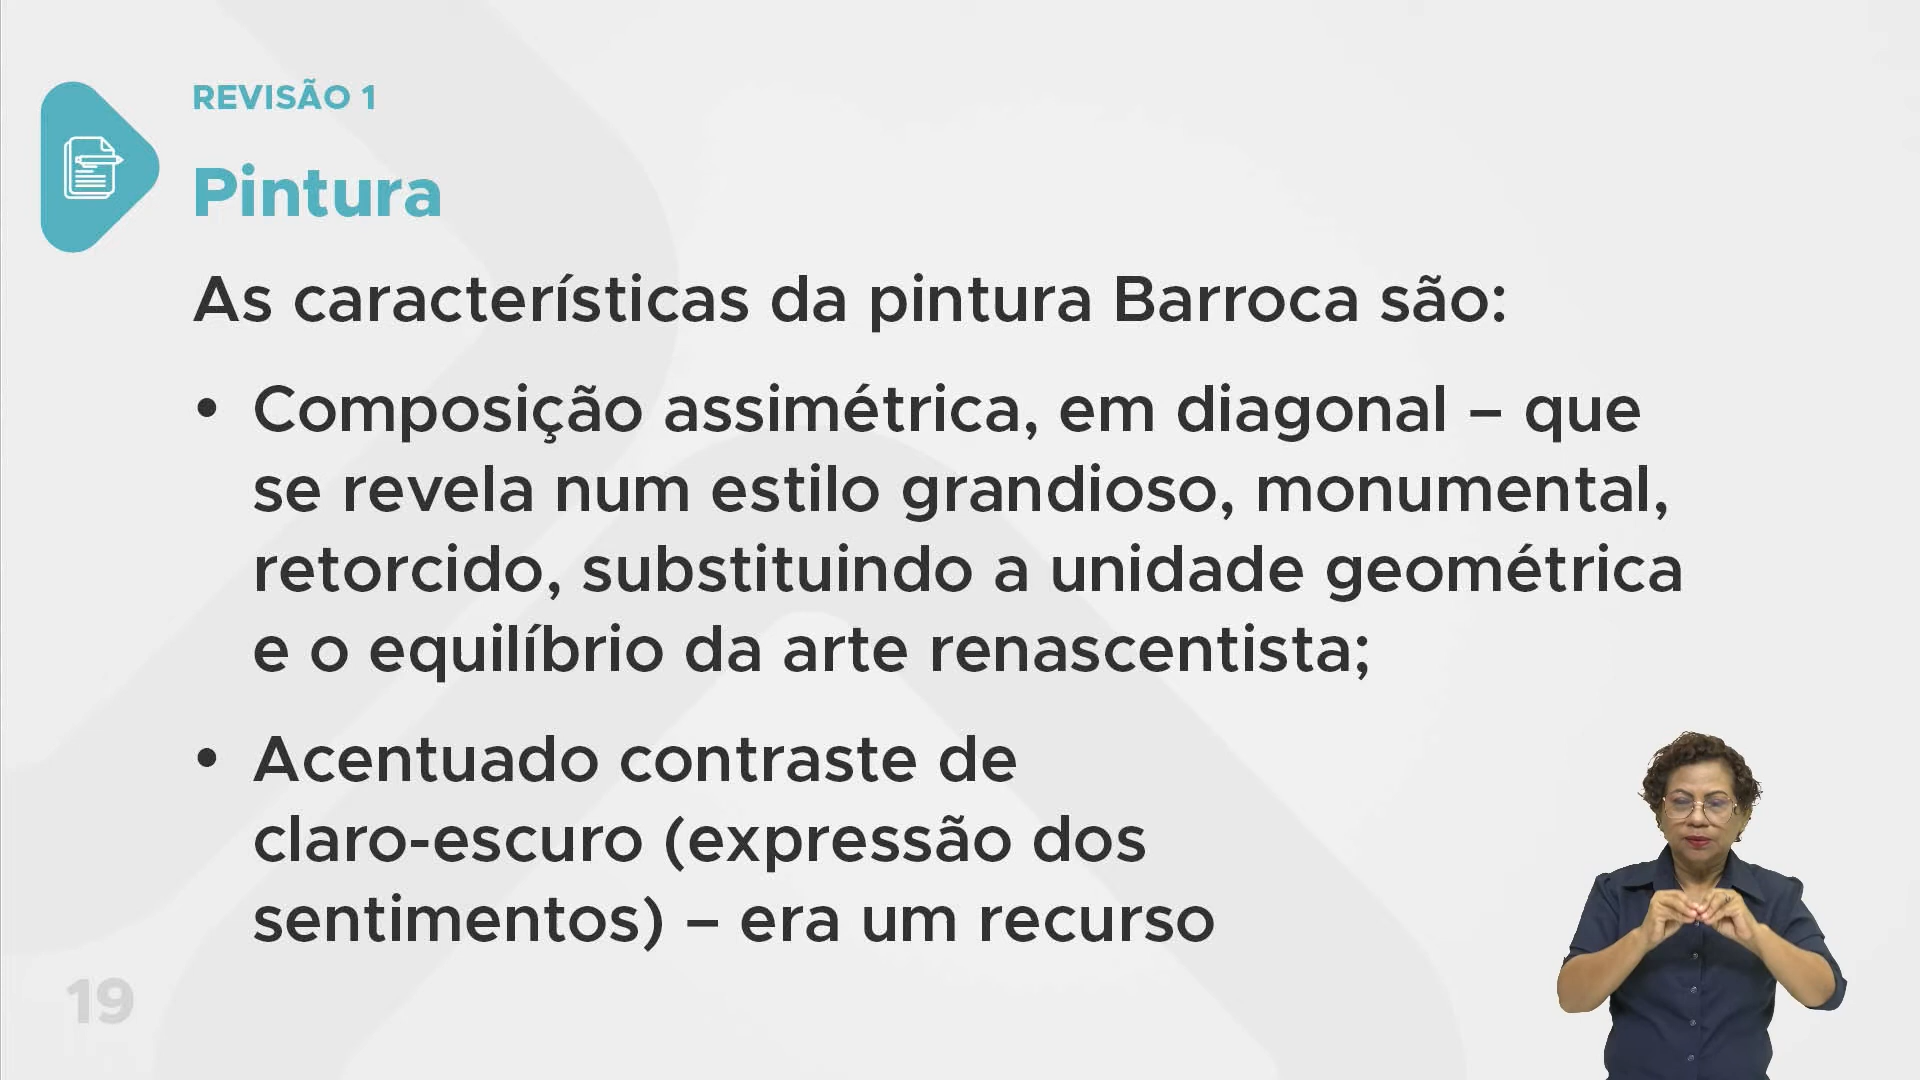 REVISÃO 1
Pintura
As características da pintura Barroca são:
• Composição assimétrica, em diagonal – que
se revela num estilo grandioso, monumental,
retorcido, substituindo a unidade geométrica
e o equilíbrio da arte renascentista;
• Acentuado contraste de
claro-escuro (expressão dos
sentimentos) – era um recurso
19